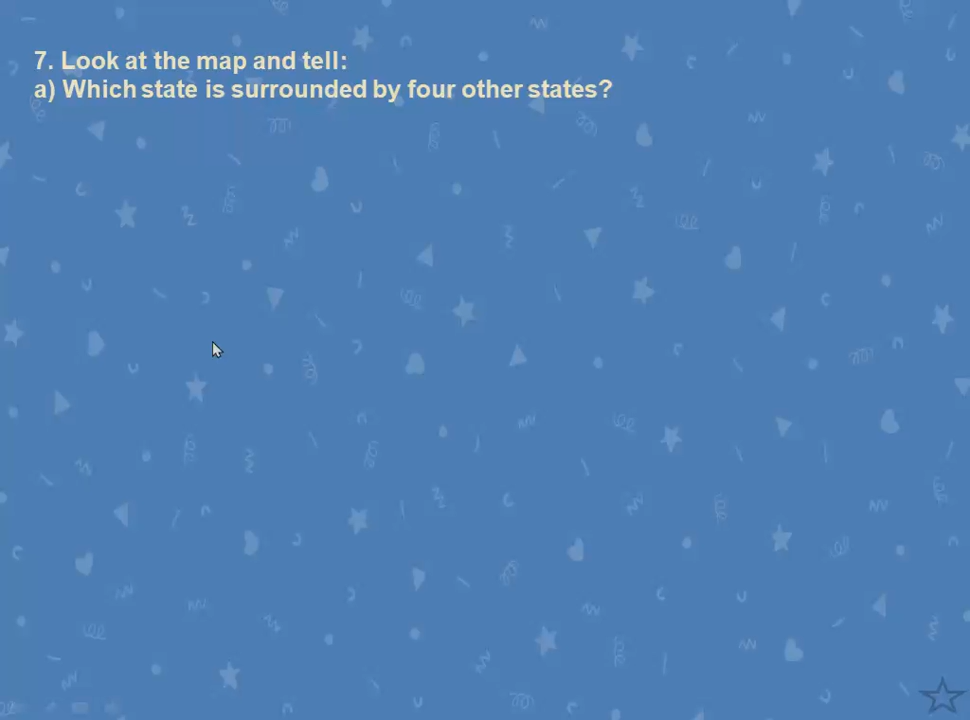 7. Look at the map and tell:
a) Which state is surrounded by four other states?